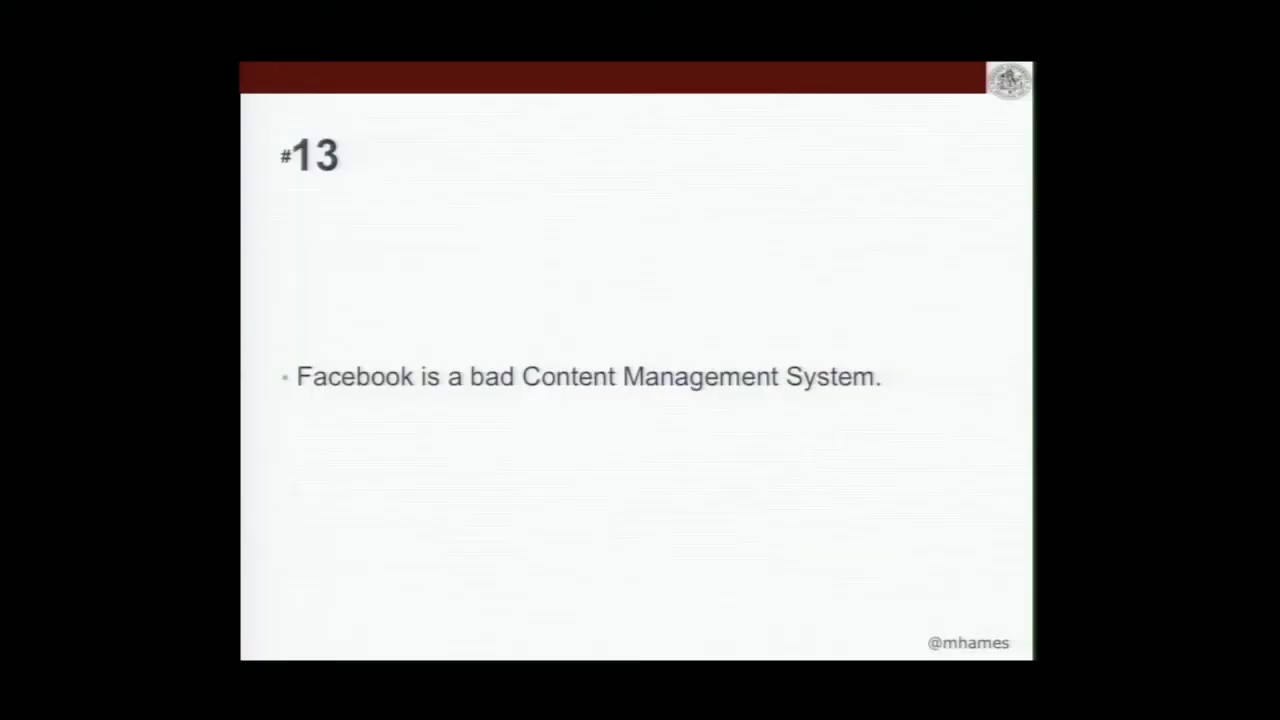 #13
• Facebook is a bad Content Management System.
@mhames